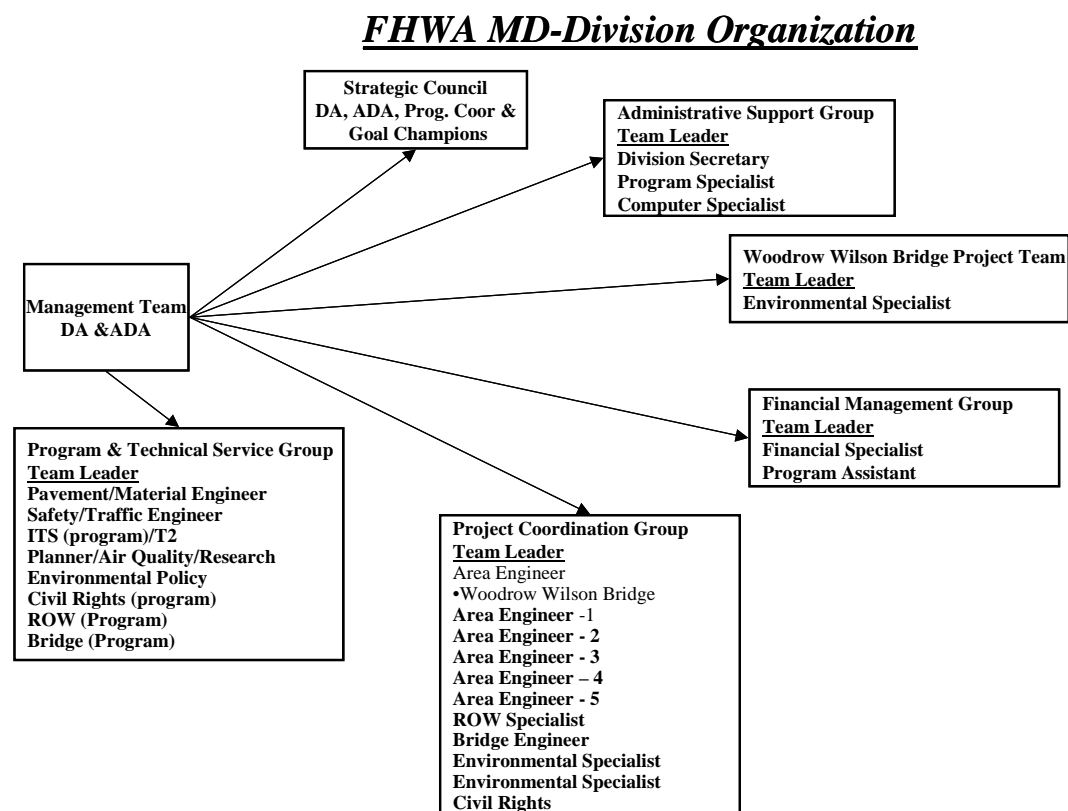 FHWA MD-Division Organization
Strategic Council
DA, ADA, Prog. Coor &
Goal Champions
Administrative Support Group
Team Leader
Division Secretary
Program Specialist
Computer Specialist
Woodrow Wilson Bridge Project Team
Team Leader
Environmental Specialist
Management Team
DA &ADA
Financial Management Group
Team Leader
Financial Specialist
Program Assistant
Program & Technical Service Group
Team Leader
Pavement/Material Engineer
Safety/Traffic Engineer
ITS (program)/T2
Planner/Air Quality/Research
Environmental Policy
Civil Rights (program)
ROW (Program)
Bridge (Program)
Project Coordination Group
Team Leader
Area Engineer
•Woodrow Wilson Bridge
Area Engineer -1
Area Engineer - 2
Area Engineer - 3
Area Engineer – 4
Area Engineer - 5
ROW Specialist
Bridge Engineer
Environmental Specialist
Environmental Specialist
Civil Rights